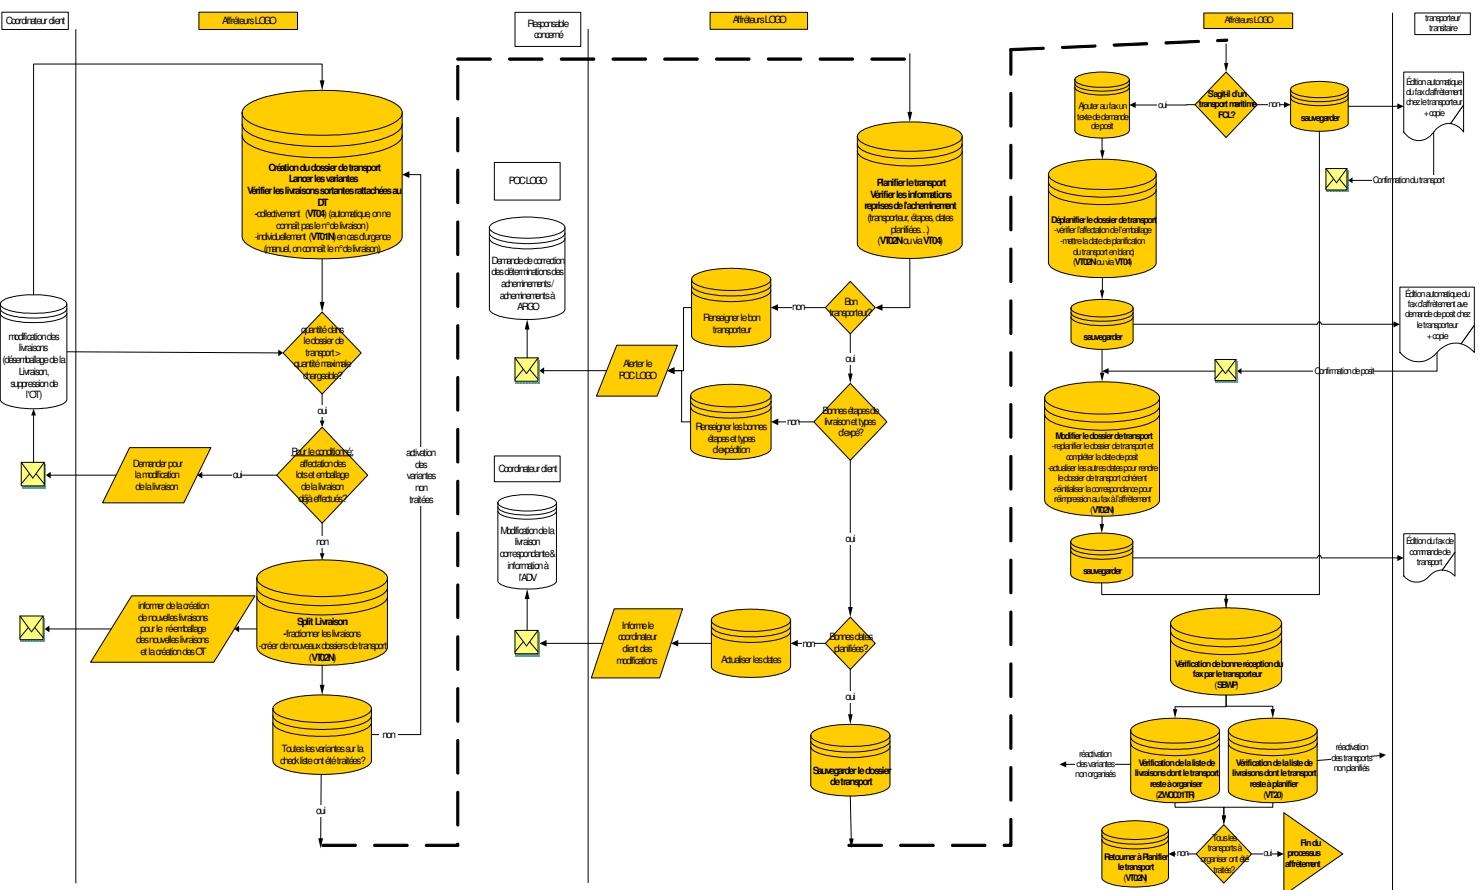 Coordinateur client
Affréteurs LOGO
Création du dossier de transport
Lancer les variantes
Vérifier les livraisons sortantes rattachées au
DT
-collectivement (VT04) (automatique, on ne
connaît pas le n° de livraison)
-individuellement (VT01N) en cas d'urgence
(manuel, on connaît le n° de livraison)
modification des
livraisons
(désemballage de la
Livraison,
suppression de
l'OT)
quantité dans
le dossier de
transport >
quantité maximale
chargeable?
oui
Pour le conditionné:
affectation des
lots et emballage
de la livraison
déjà effectués?
oui
Demander pour
la modification
de la livraison
non
activation
des
variantes
non
traitées
Split Livraison
-fractionner les livraisons
-créer de nouveaux dossiers de transport
(VT02N)
informer de la création
de nouvelles livraisons
pour le réemballage
des nouvelles livraisons
et la création des OT
Toutes les variantes sur la
check liste ont été traitées?
non
oui
Responsable
concerné
Affréteurs LOGO
POC LOGO
Demande de correction
des déterminations des
acheminements /
acheminements à
ARGO
Planifier le transport
Vérifier les informations
reprises de l'acheminement
(transporteur, étapes, dates
planifiées...)
(VT02N ou via VT04)
Bon
transporteur?
non
Renseigner le bon
transporteur
Alerter le
POC LOGO
oui
Bonnes étapes de
livraison et types
d'expé?
non
Renseigner les bonnes
étapes et types
d'expédition
Coordinateur client
Modification de la
livraison
correspondante &
information à
l'ADV
oui
Bonnes dates
planifiées?
non
Actualiser les dates
Informe le
coordinateur
client des
modifications
oui
Sauvegarder le dossier
de transport
Affréteurs LOGO
transporteur/
transitaire
S'agit-il d'un
transport maritime
FCL?
oui
non
Ajouter au fax un
texte de demande
de posit
sauvegarder
Édition automatique
du fax d'affrètement
chez le transporteur
+ copie
Confirmation du transport
Déplanifier le dossier de transport
-vérifier l'affectation de l'emballage
-mettre la date de planification
du transport en blanc)
(VT02N ou via VT04)
sauvegarder
Édition automatique du
fax d'affrètement ave
demande de posit chez
le transporteur
+ copie
Confirmation de posit
Modifier le dossier de transport
-replanifier le dossier de transport et
compléter la date de posit
-actualiser les autres dates pour rendre
le dossier de transport cohérent
-réinitialiser la correspondance pour
réimpression au fax à l'affrètement
(VT02N)
sauvegarder
Édition du fax de
commande de
transport
Vérification de bonne réception du
fax par le transporteur
(SBWP)
réactivation
des variantes
non organisés
Vérification de la liste de
livraisons dont le transport
reste à organiser
(ZWOC01TR)
Vérification de la liste de
livraisons dont le transport
reste à planifier
(VT20)
réactivation
des transports
non planifiés
Tous les
transports à
organiser ont été
traités?
non
oui
Retourner à Planifier
le transport
(VT02N)
Fin du
processus
affrètement